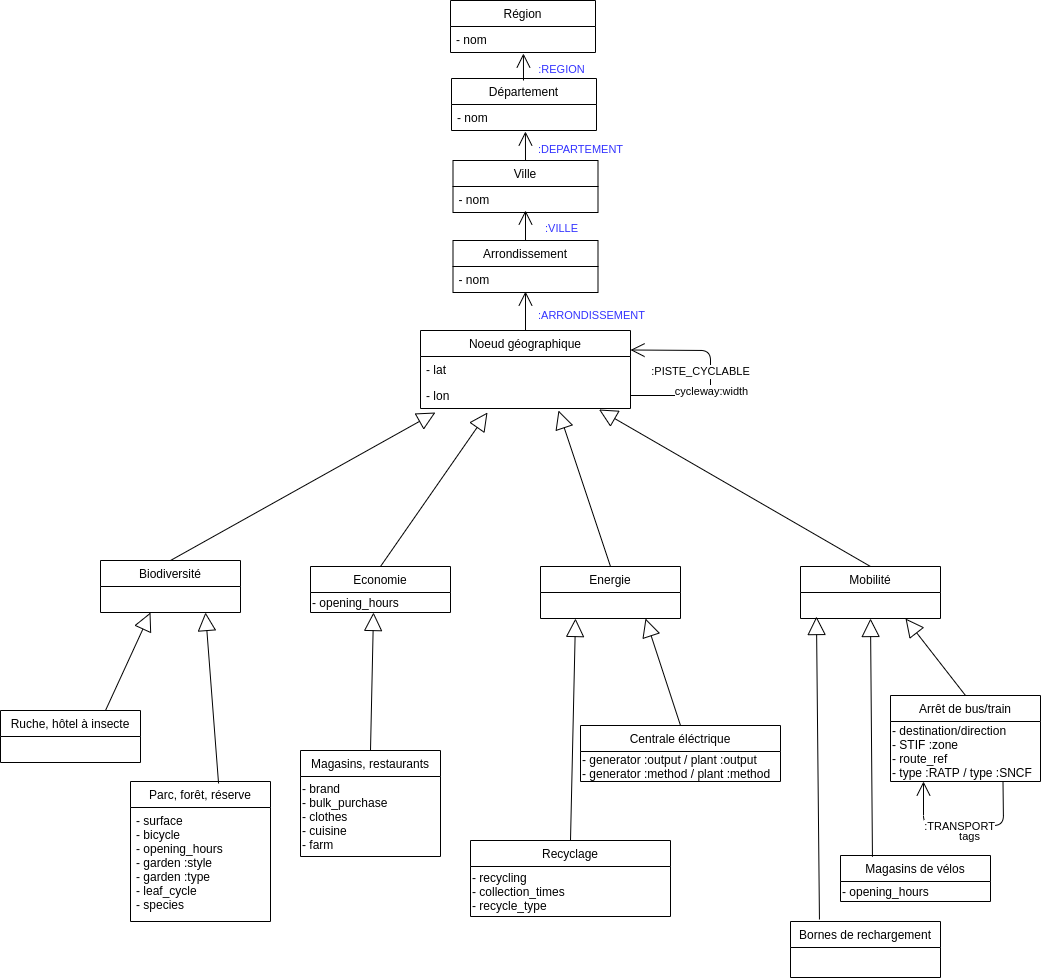 Région
- nom
:REGION
Département
- nom
:DEPARTEMENT
Ville
- nom
:VILLE
Arrondissement
- nom
:ARRONDISSEMENT
Noeud géographique
- lat
- lon
:PISTE_CYCLABLE
cycleway:width
Biodiversité
Economie
- opening_hours
Energie
Mobilité
Ruche, hôtel à insecte
Parc, forêt, réserve
- surface
- bicycle
- opening_hours
- garden :style
- garden :type
- leaf_cycle
- species
Magasins, restaurants
- brand
- bulk_purchase
- clothes
- cuisine
- farm
Centrale éléctrique
- generator :output / plant :output
- generator :method / plant :method
Recyclage
- recycling
- collection_times
- recycle_type
Arrêt de bus/train
- destination/direction
- STIF :zone
- route_ref
- type :RATP / type :SNCF
:TRANSPORT
tags
Magasins de vélos
- opening_hours
Bornes de rechargement